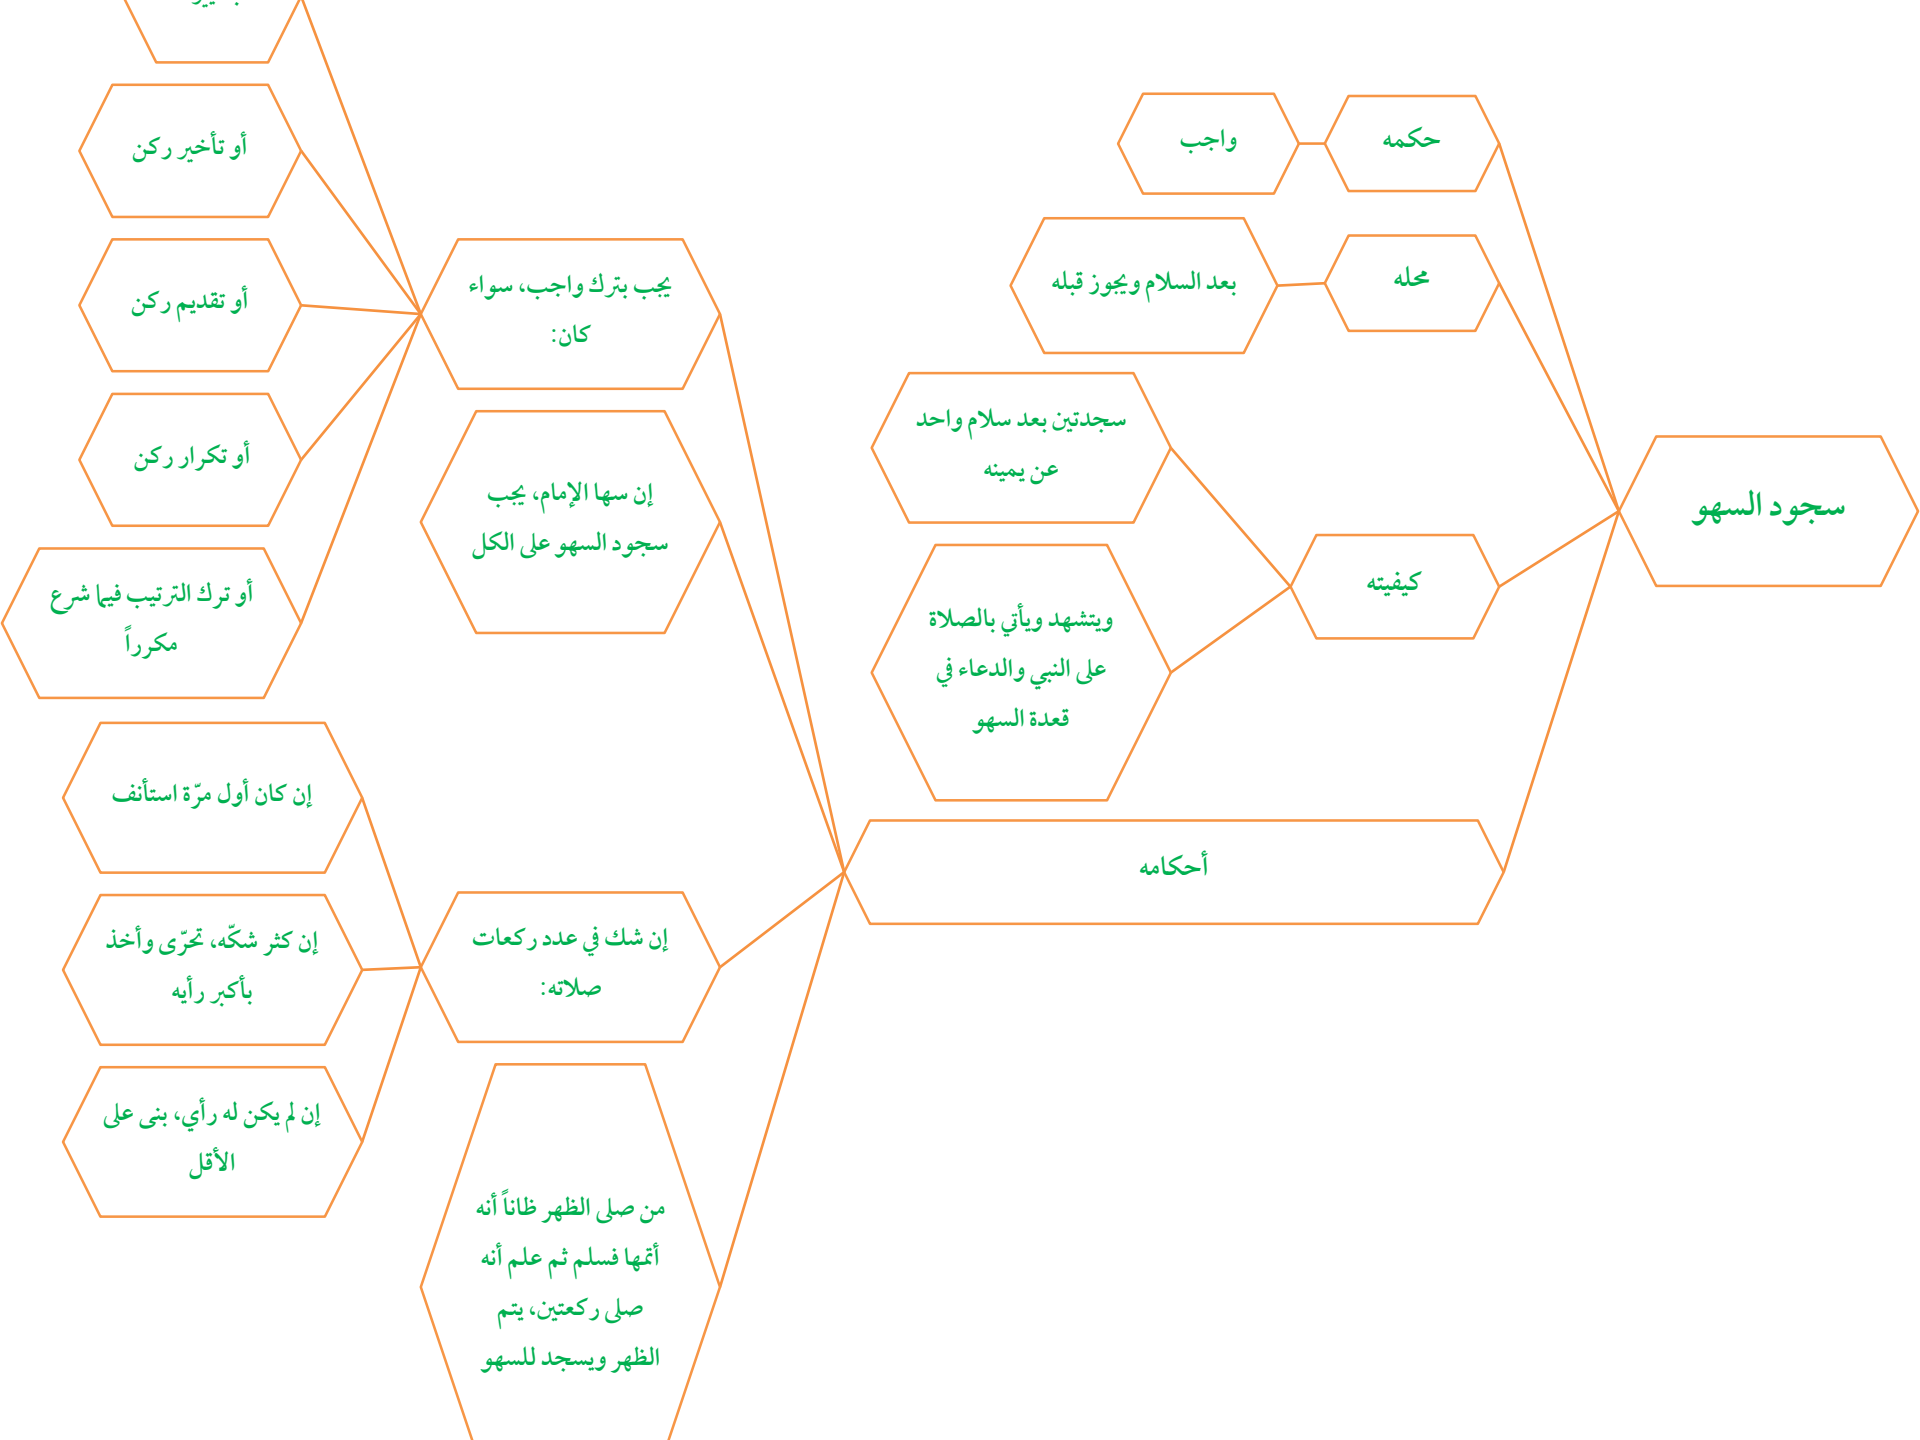 سجود السهو
حكمه
واجب
محله
بعد السلام ويجوز قبله
كيفيته
سجدتين بعد سلام واحد
عن يمينه
ويتشهد ويأتي بالصلاة
على النبي والدعاء في
قعدة السهو
أحكامه
يجب بترك واجب، سواء
كان:
أو تأخير ركن
أو تقديم ركن
أو تكرار ركن
أو ترك الترتيب فيما شرع
مكرراً
إن سها الإمام، يجب
سجود السهو على الكل
إن شك في عدد ركعات
صلاته:
إن كان أول مرّة استأنف
إن كثر شكّه، تحرّى وأخذ
بأكبر رأيه
إن لم يكن له رأي، بنى على
الأقل
من صلى الظهر ظاناً أنه
أتمها فسلم ثم علم أنه
صلى ركعتين، يتم
الظهر ويسجد للسهو